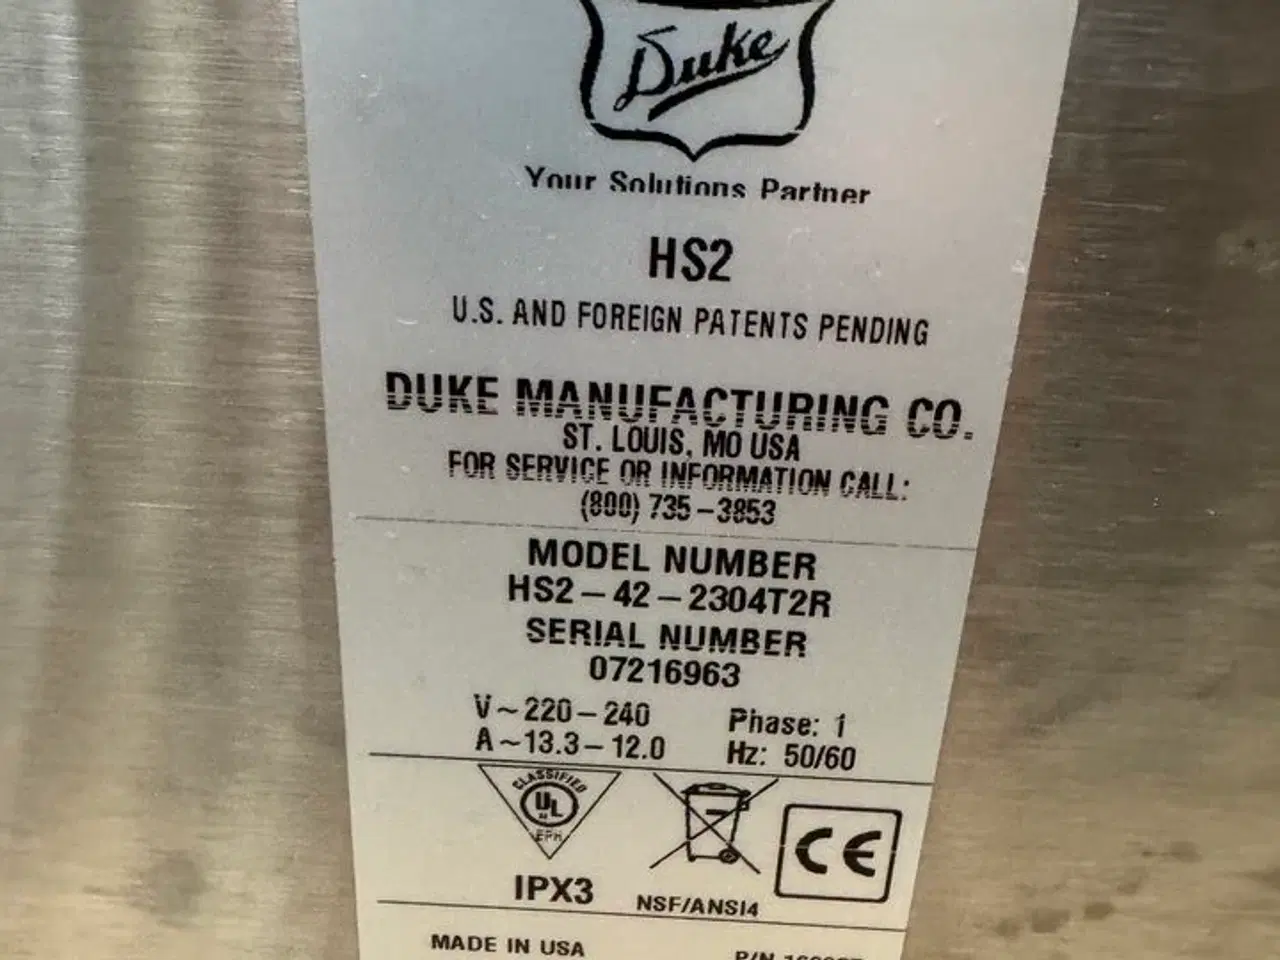 Duke
Your Solutions Partner
HS2
U.S. AND FOREIGN PATENTS PENDING
DUKE MANUFACTURING CO.
ST. LOUIS, MO USA
FOR SERVICE OR INFORMATION CALL:
(800) 735-3853
MODEL NUMBER
HS2-42-2304T2R
SERIAL NUMBER
07216963
V~220-240 Phase: 1
A~13.3-12.0 Hz: 50/60
CLASSIFIED
UL
EPH
CE
IPX3
NSF/ANSI4
MADE IN USA
P/N